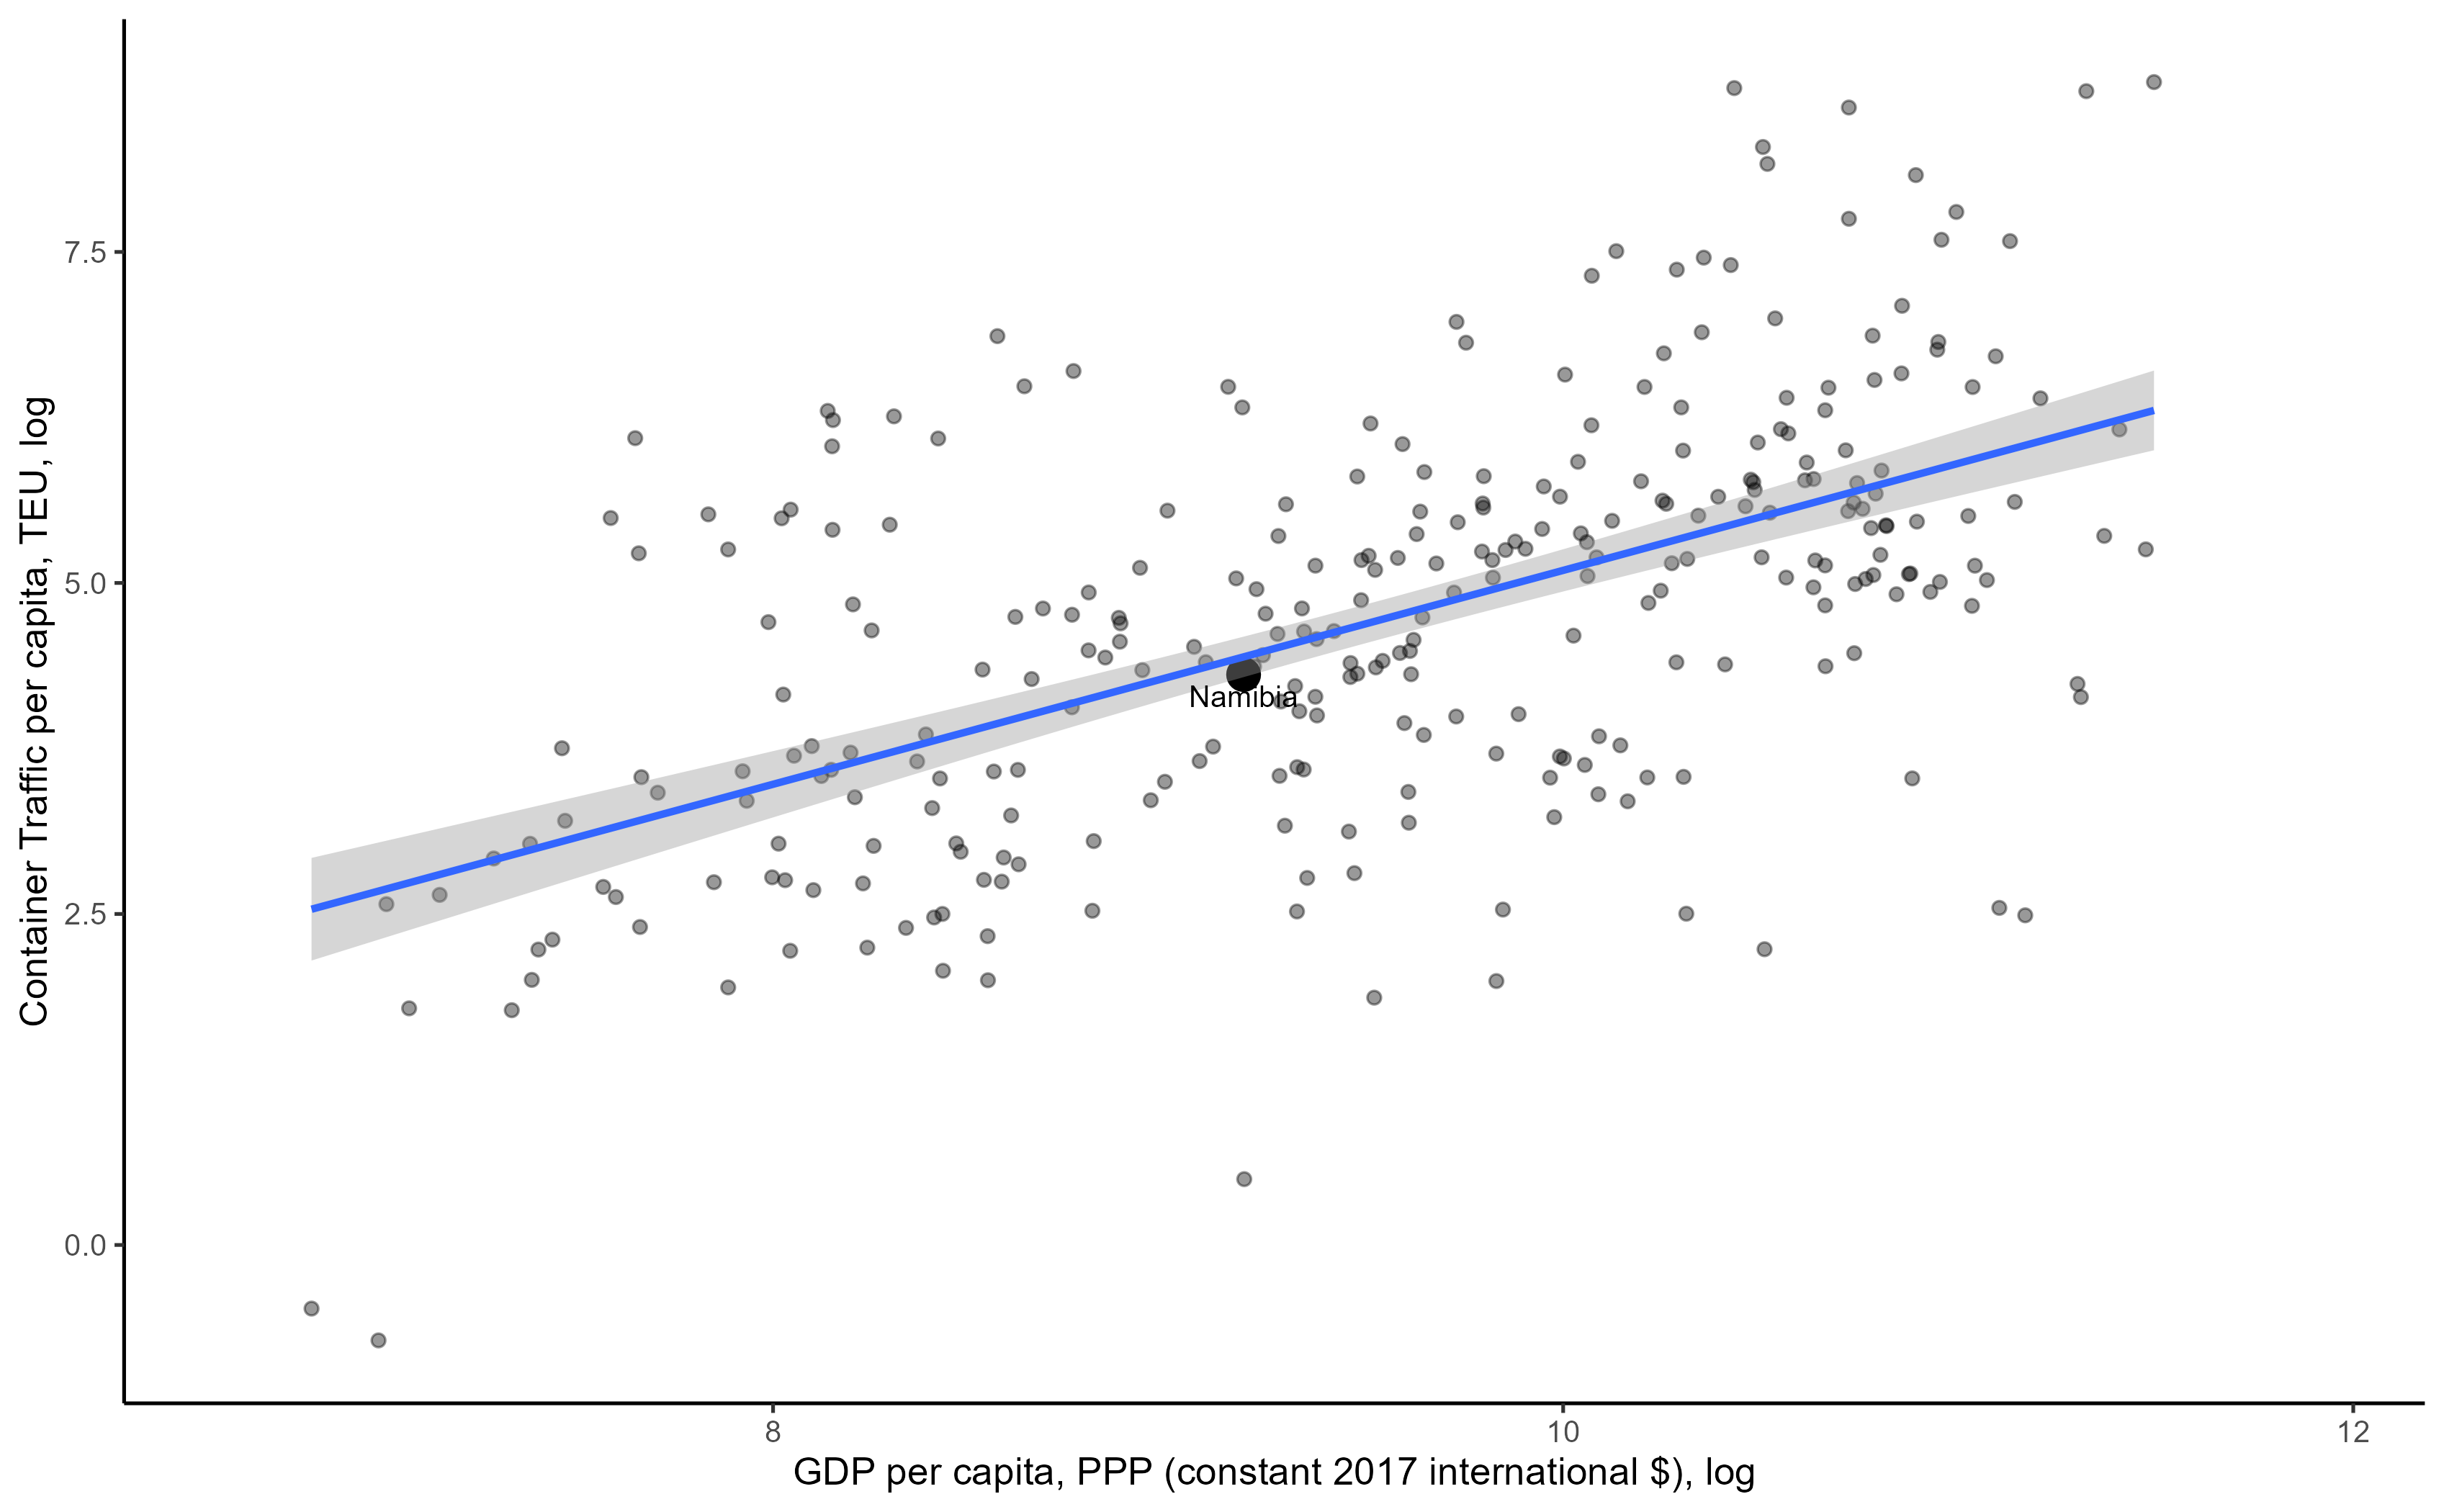 Container Traffic per capita, TEU, log
7.5
5.0
2.5
0.0
Namibia
8
10
12
GDP per capita, PPP (constant 2017 international $), log